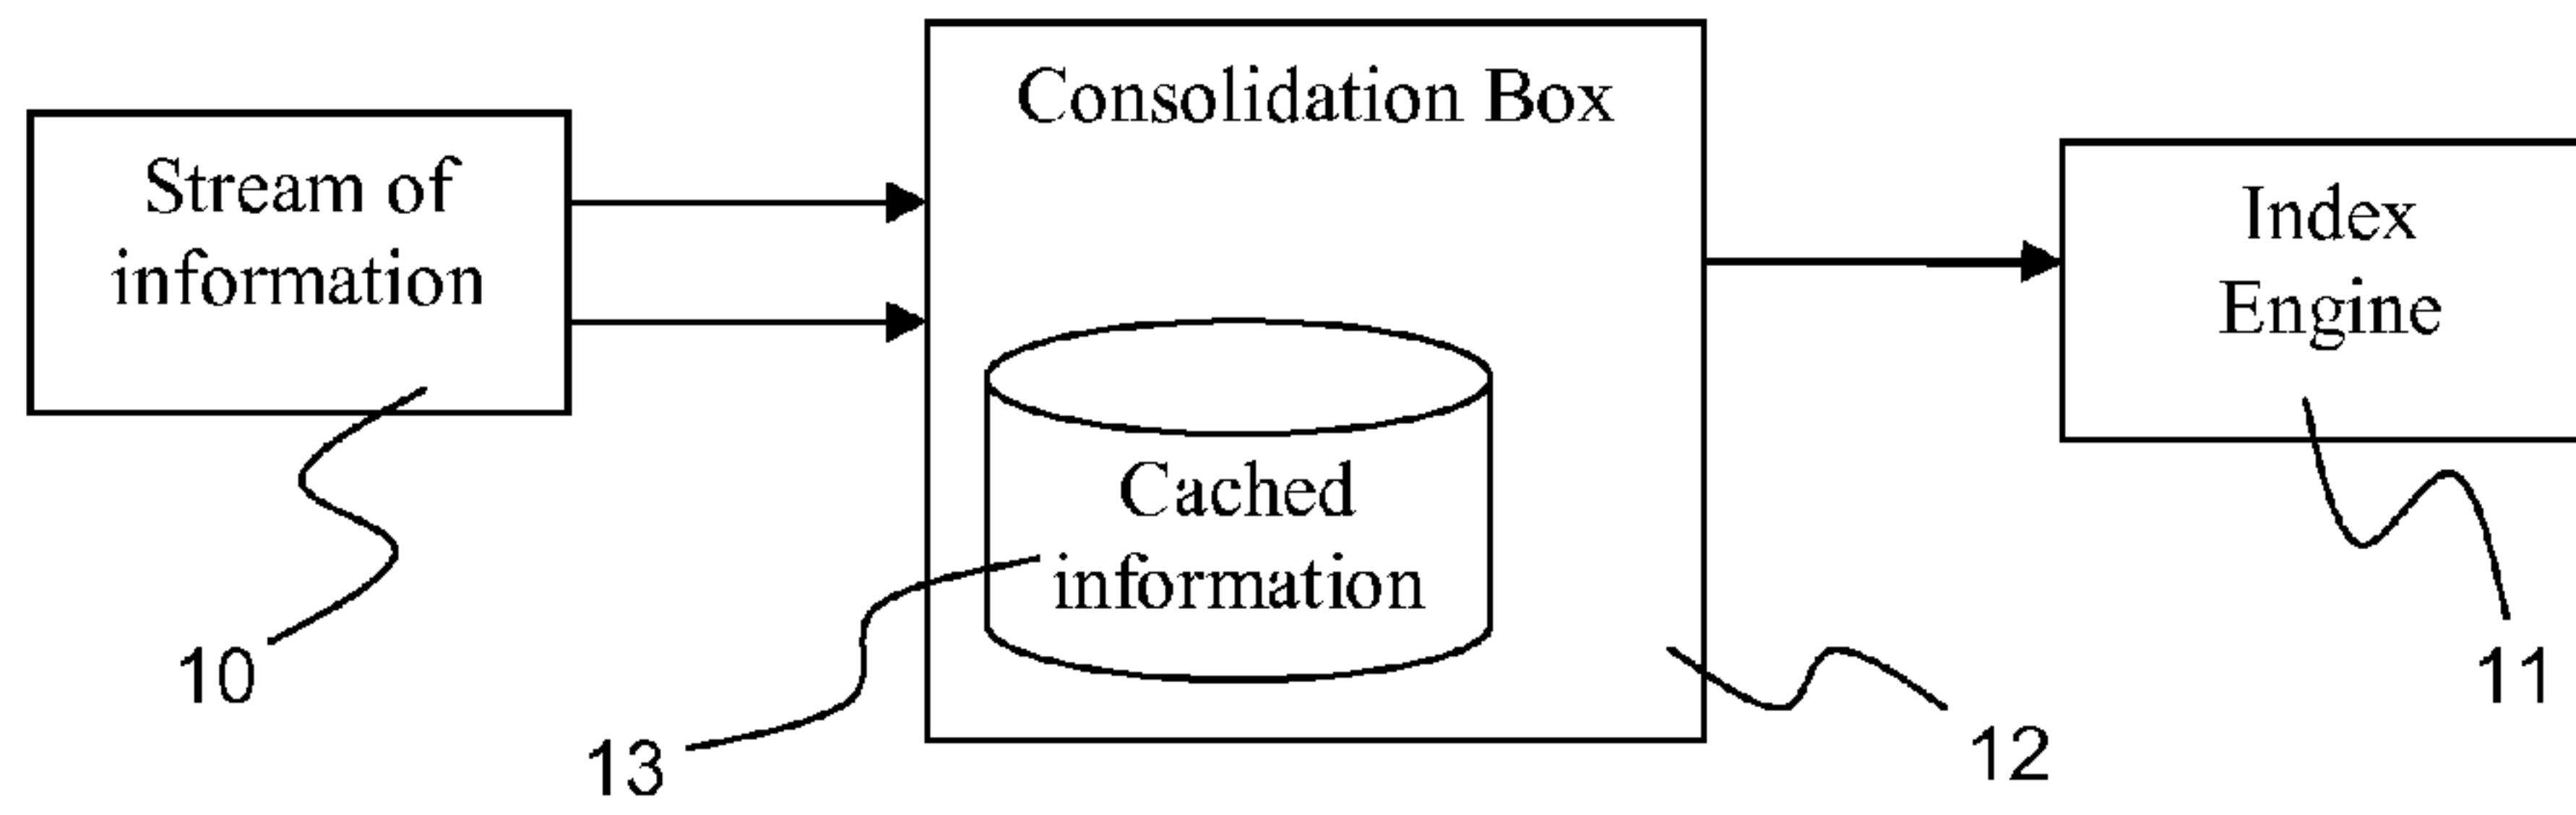 Stream of
information
Consolidation Box
Cached
information
Index
Engine
10
13
12
11